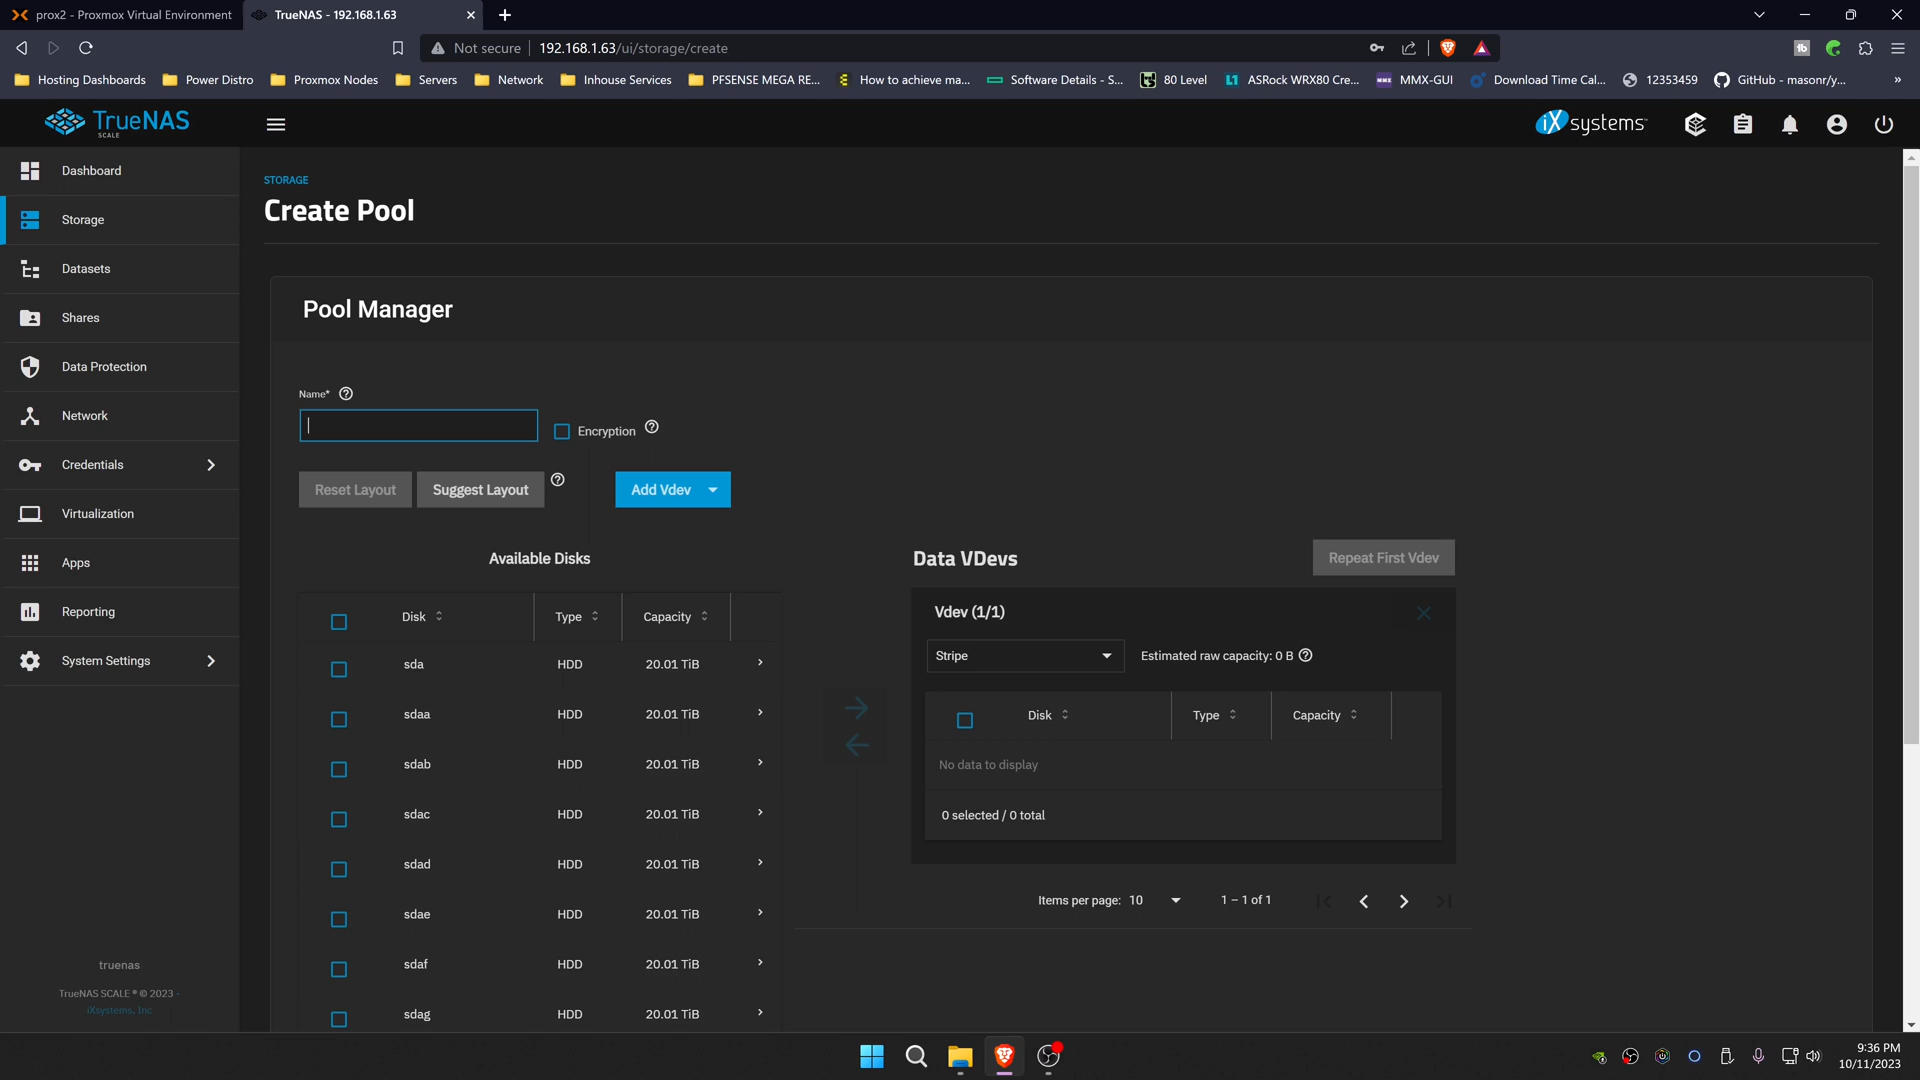 prox2 - Proxmox Virtual Environment
TrueNAS - 192.168.1.63
Not secure
192.168.1.63/ui/storage/create
Hosting Dashboards
Power Distro
Proxmox Nodes
Servers
Network
Inhouse Services
PFSENSE MEGA RE...
How to achieve ma...
Software Details - S...
80 Level
ASRock WRX80 Cre...
MMX-GUI
Download Time Cal...
12353459
GitHub - masonr/y...
»
TrueNAS
SCALE
iX systems
Dashboard
Storage
Datasets
Shares
Data Protection
Network
Credentials
Virtualization
Apps
Reporting
System Settings
truenas
TrueNAS SCALE ® © 2023 -
iXsystems, Inc
STORAGE
Create Pool
Pool Manager
Name*
Encryption
Reset Layout
Suggest Layout
Add Vdev
Available Disks
Disk Type Capacity
sda HDD 20.01 TiB
sdaa HDD 20.01 TiB
sdab HDD 20.01 TiB
sdac HDD 20.01 TiB
sdad HDD 20.01 TiB
sdae HDD 20.01 TiB
sdaf HDD 20.01 TiB
sdag HDD 20.01 TiB
Data VDevs
Repeat First Vdev
Vdev (1/1)
Stripe
Estimated raw capacity: 0 B
Disk Type Capacity
No data to display
0 selected / 0 total
Items per page: 10
1 – 1 of 1
9:36 PM
10/11/2023